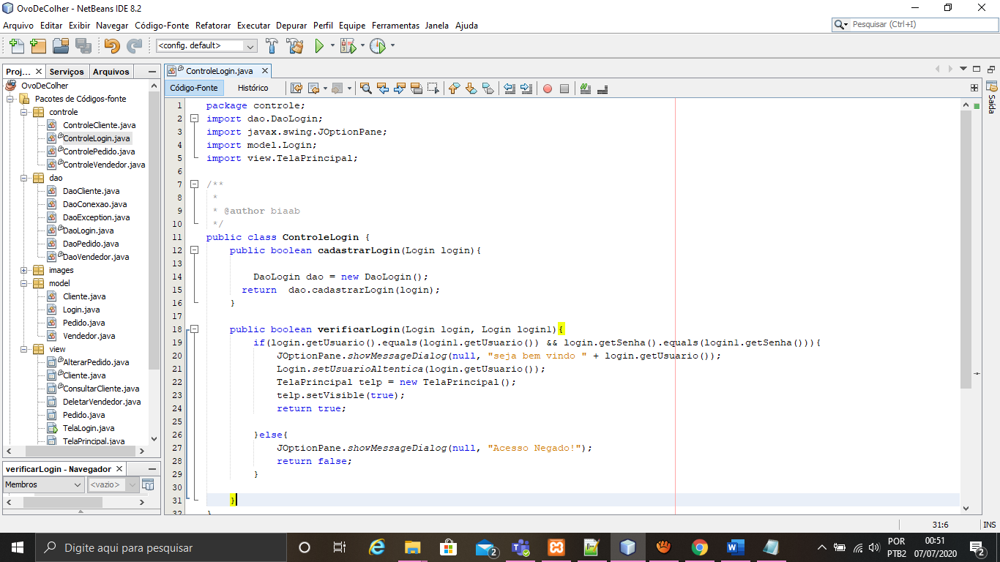 OvoDeColher - NetBeans IDE 8.2
Arquivo Editar Exibir Navegar Código-Fonte Refatorar Executar Depurar Perfil Equipe Ferramentas Janela Ajuda
Pesquisar (Ctrl+I)
<config. default>
Proj... Serviços Arquivos
ControleLogin.java
Código-Fonte Histórico
OvoDeColher
Pacotes de Códigos-fonte
controle
ControleCliente.java
ControleLogin.java
ControlePedido.java
ControleVendedor.java
dao
DaoCliente.java
DaoConexao.java
DaoException.java
DaoLogin.java
DaoPedido.java
DaoVendedor.java
images
model
Cliente.java
Login.java
Pedido.java
Vendedor.java
view
AlterarPedido.java
Cliente.java
ConsultarCliente.java
DeletarVendedor.java
Pedido.java
TelaLogin.java
TelaPrincipal.java
verificarLogin - Navegador
Membros <vazio>
1 package controle;
2 import dao.DaoLogin;
3 import javax.swing.JOptionPane;
4 import model.Login;
5 import view.TelaPrincipal;
6
7 /**
8 *
9 * @author biaab
10 */
11 public class ControleLogin {
12 public boolean cadastrarLogin(Login login){
13
14 DaoLogin dao = new DaoLogin();
15 return dao.cadastrarLogin(login);
16 }
17
18 public boolean verificarLogin(Login login, Login login1){
19 if(login.getUsuario().equals(login1.getUsuario()) && login.getSenha().equals(login1.getSenha())){
20 JOptionPane.showMessageDialog(null, "seja bem vindo " + login.getUsuario());
21 Login.setUsuarioAltentica(login.getUsuario());
22 TelaPrincipal telp = new TelaPrincipal();
23 telp.setVisible(true);
24 return true;
25
26 }else{
27 JOptionPane.showMessageDialog(null, "Acesso Negado!");
28 return false;
29 }
30
31 }
32 }
Saída
31:6 INS
Digite aqui para pesquisar
2
POR
PTB2
00:51
07/07/2020
2